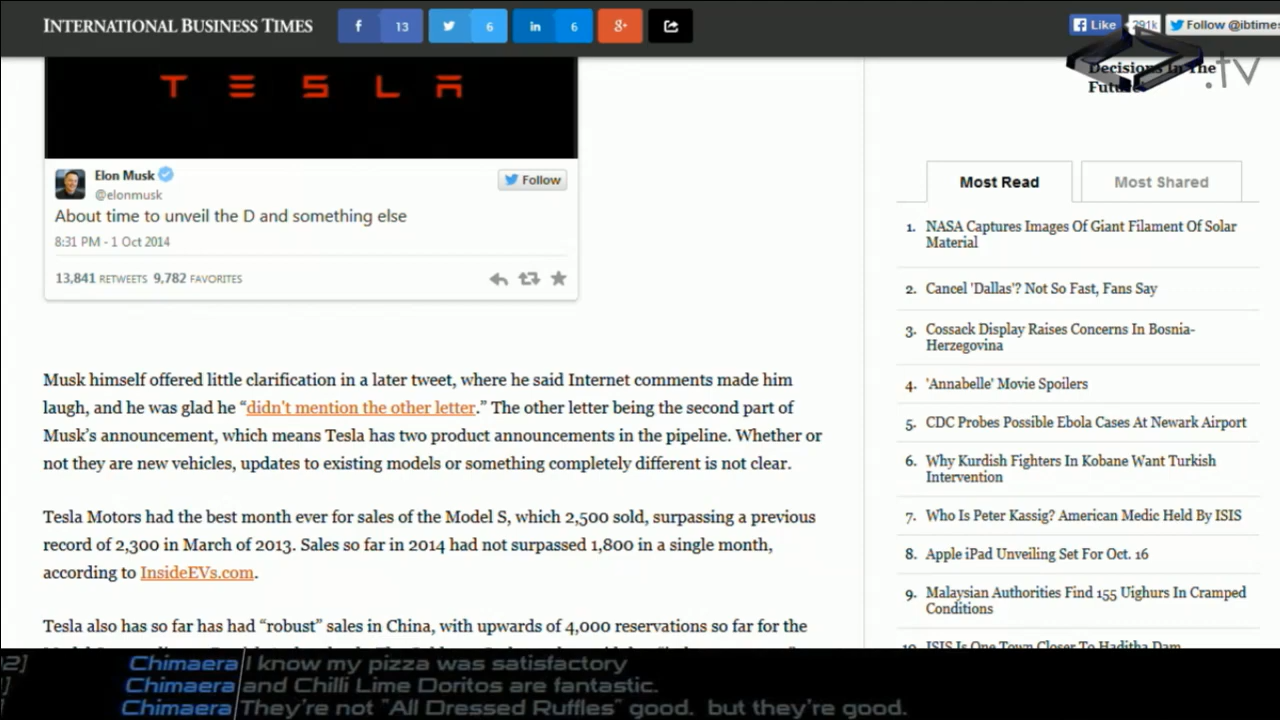 INTERNATIONAL BUSINESS TIMES
13
6
in 6
Like
291k
Follow @ibtimes
.TV
Decisions In The
Future
TESLA
Elon Musk
@elonmusk
Follow
About time to unveil the D and something else
8:31 PM - 1 Oct 2014
13,841 RETWEETS 9,782 FAVORITES
Musk himself offered little clarification in a later tweet, where he said Internet comments made him
laugh, and he was glad he “didn't mention the other letter.” The other letter being the second part of
Musk’s announcement, which means Tesla has two product announcements in the pipeline. Whether or
not they are new vehicles, updates to existing models or something completely different is not clear.
Tesla Motors had the best month ever for sales of the Model S, which 2,500 sold, surpassing a previous
record of 2,300 in March of 2013. Sales so far in 2014 had not surpassed 1,800 in a single month,
according to InsideEVs.com.
Tesla also has so far has had “robust” sales in China, with upwards of 4,000 reservations so far for the
Most Read
Most Shared
1. NASA Captures Images Of Giant Filament Of Solar
Material
2. Cancel 'Dallas'? Not So Fast, Fans Say
3. Cossack Display Raises Concerns In Bosnia-
Herzegovina
4. 'Annabelle' Movie Spoilers
5. CDC Probes Possible Ebola Cases At Newark Airport
6. Why Kurdish Fighters In Kobane Want Turkish
Intervention
7. Who Is Peter Kassig? American Medic Held By ISIS
8. Apple iPad Unveiling Set For Oct. 16
9. Malaysian Authorities Find 155 Uighurs In Cramped
Conditions
10. ISIS Is One Town Closer To Haditha Dam
Chimaera I know my pizza was satisfactory
Chimaera and Chilli Lime Doritos are fantastic.
Chimaera They're not "All Dressed Ruffles" good. but they're good.